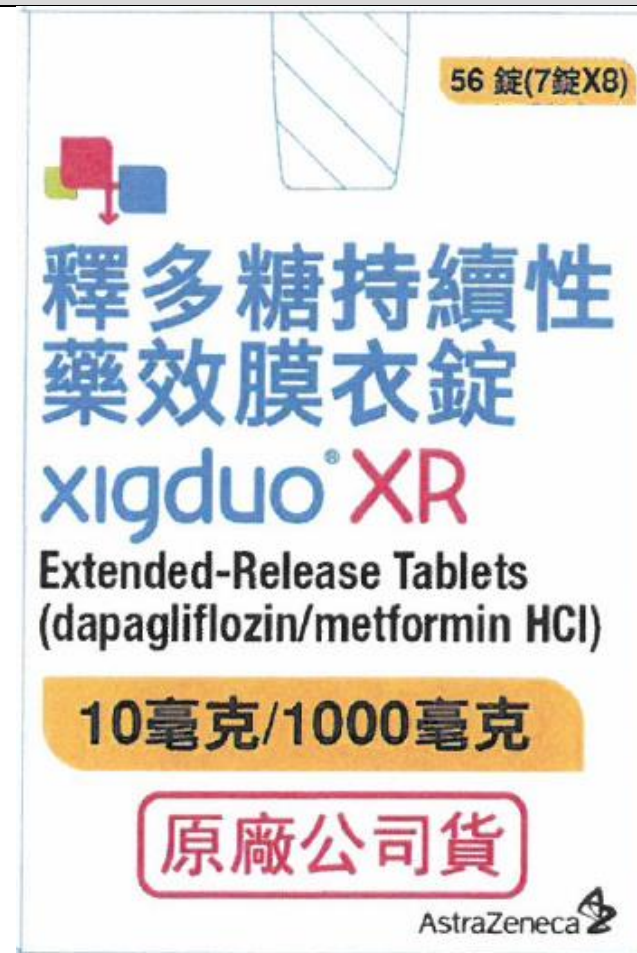 56 錠(7錠X8)
釋多糖持續性
藥效膜衣錠
xigduo® XR
Extended-Release Tablets
(dapagliflozin/metformin HCl)
10毫克/1000毫克
原廠公司貨
AstraZeneca